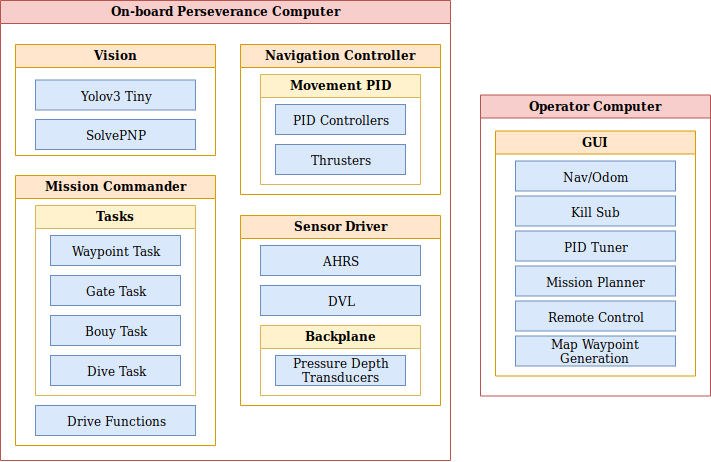 On-board Perseverance Computer
Vision
Yolov3 Tiny
SolvePNP
Mission Commander
Tasks
Waypoint Task
Gate Task
Bouy Task
Dive Task
Drive Functions
Navigation Controller
Movement PID
PID Controllers
Thrusters
Sensor Driver
AHRS
DVL
Backplane
Pressure Depth
Transducers
Operator Computer
GUI
Nav/Odom
Kill Sub
PID Tuner
Mission Planner
Remote Control
Map Waypoint
Generation